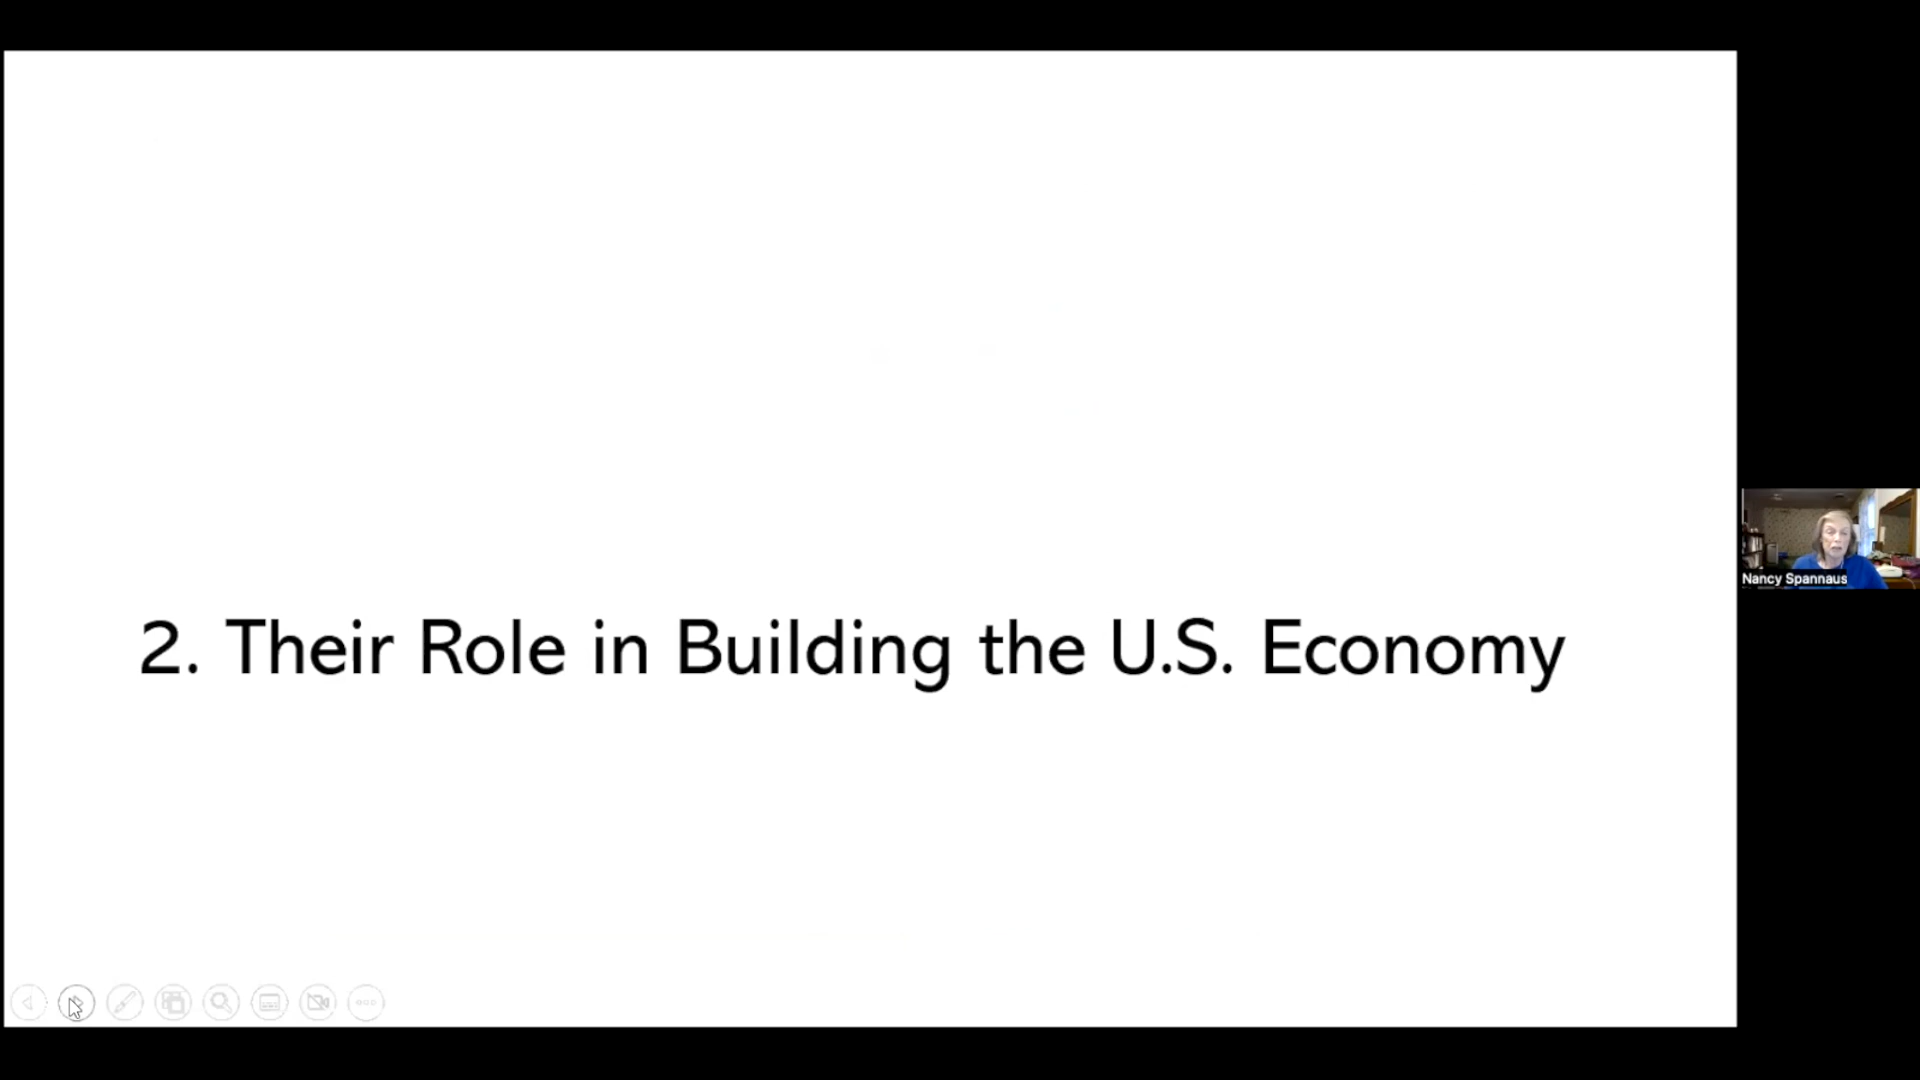 2. Their Role in Building the U.S. Economy
Nancy Spannaus